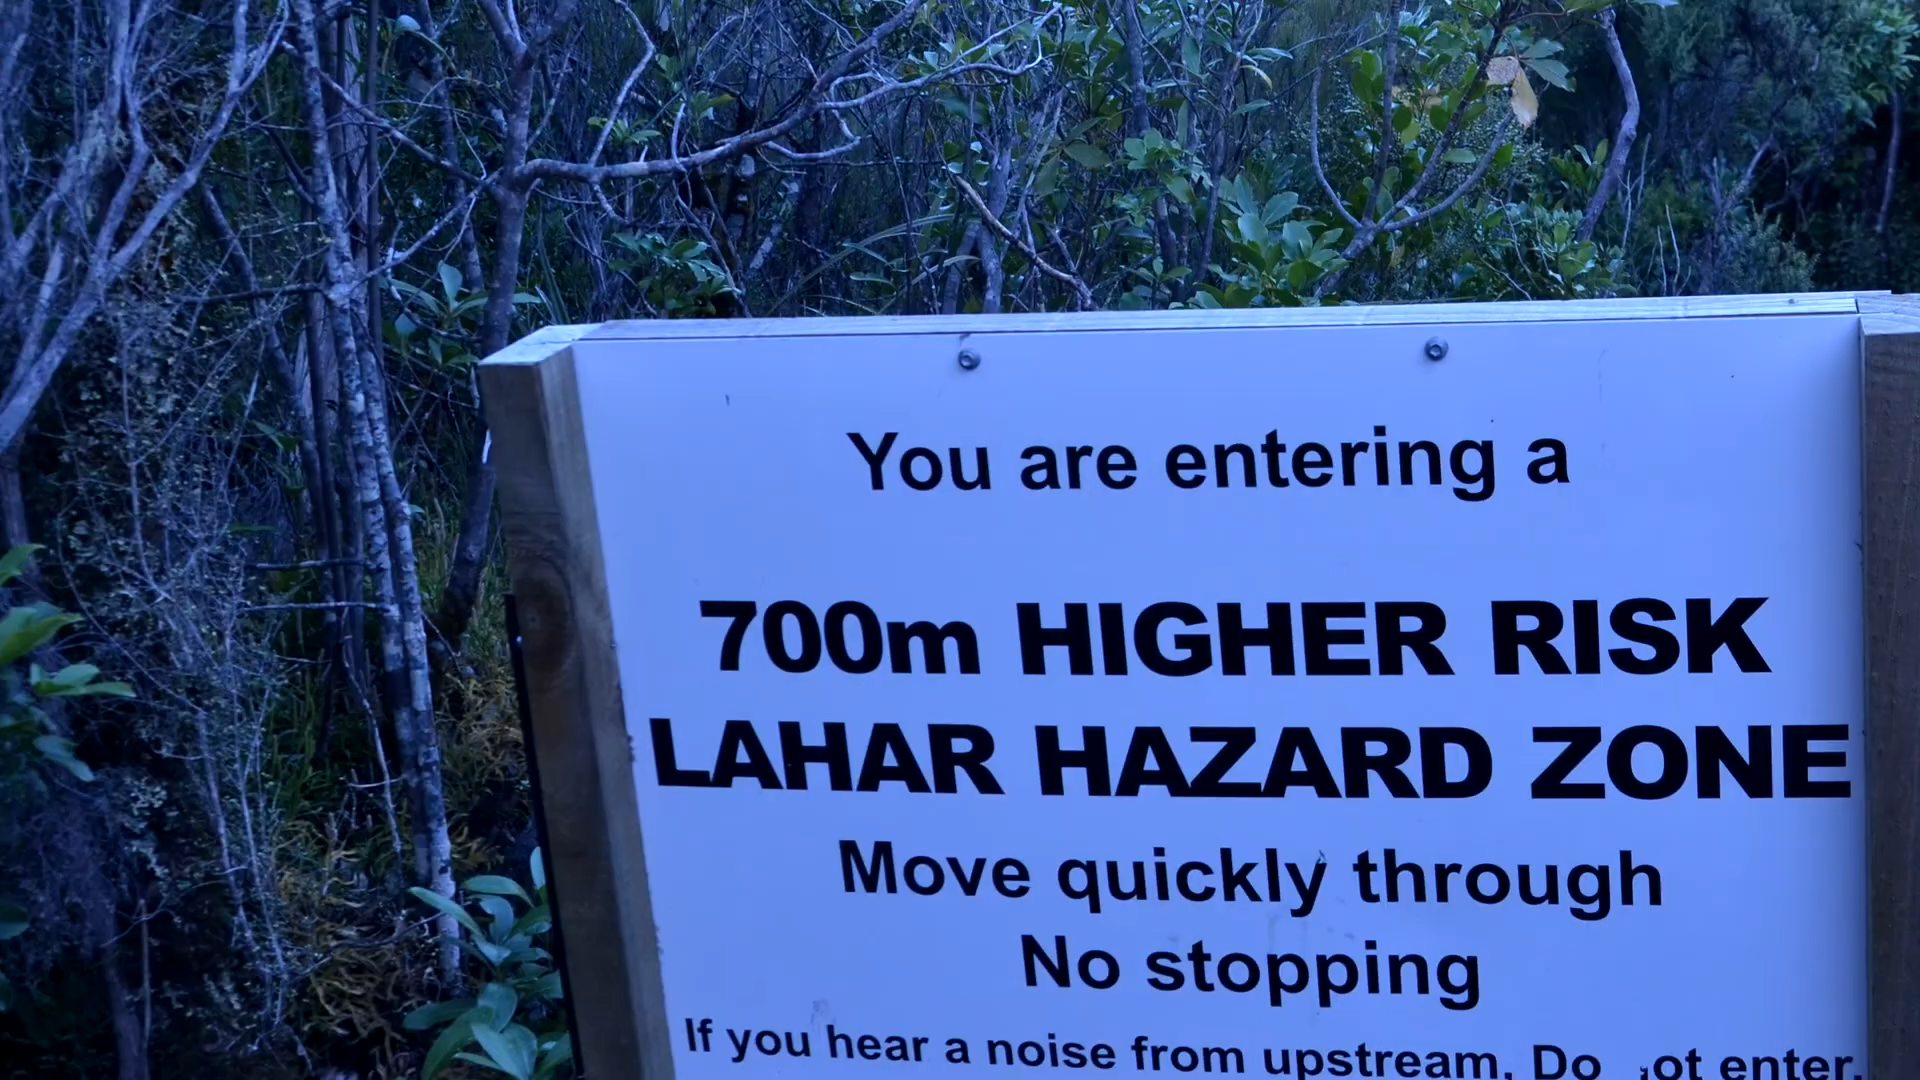 You are entering a
700m HIGHER RISK
LAHAR HAZARD ZONE
Move quickly through
No stopping
If you hear a noise from upstream, Do not enter.